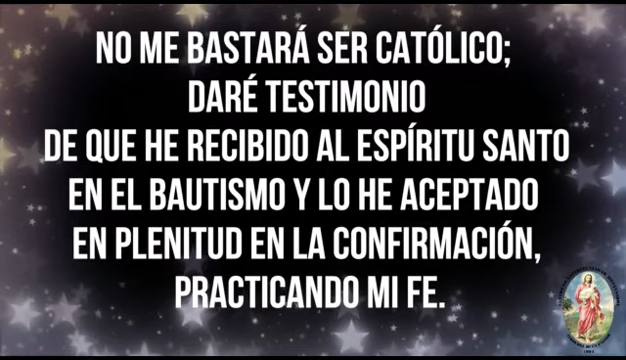 NO ME BASTARÁ SER CATÓLICO;
DARÉ TESTIMONIO
DE QUE HE RECIBIDO AL ESPÍRITU SANTO
EN EL BAUTISMO Y LO HE ACEPTADO
EN PLENITUD EN LA CONFIRMACIÓN,
PRACTICANDO MI FE.